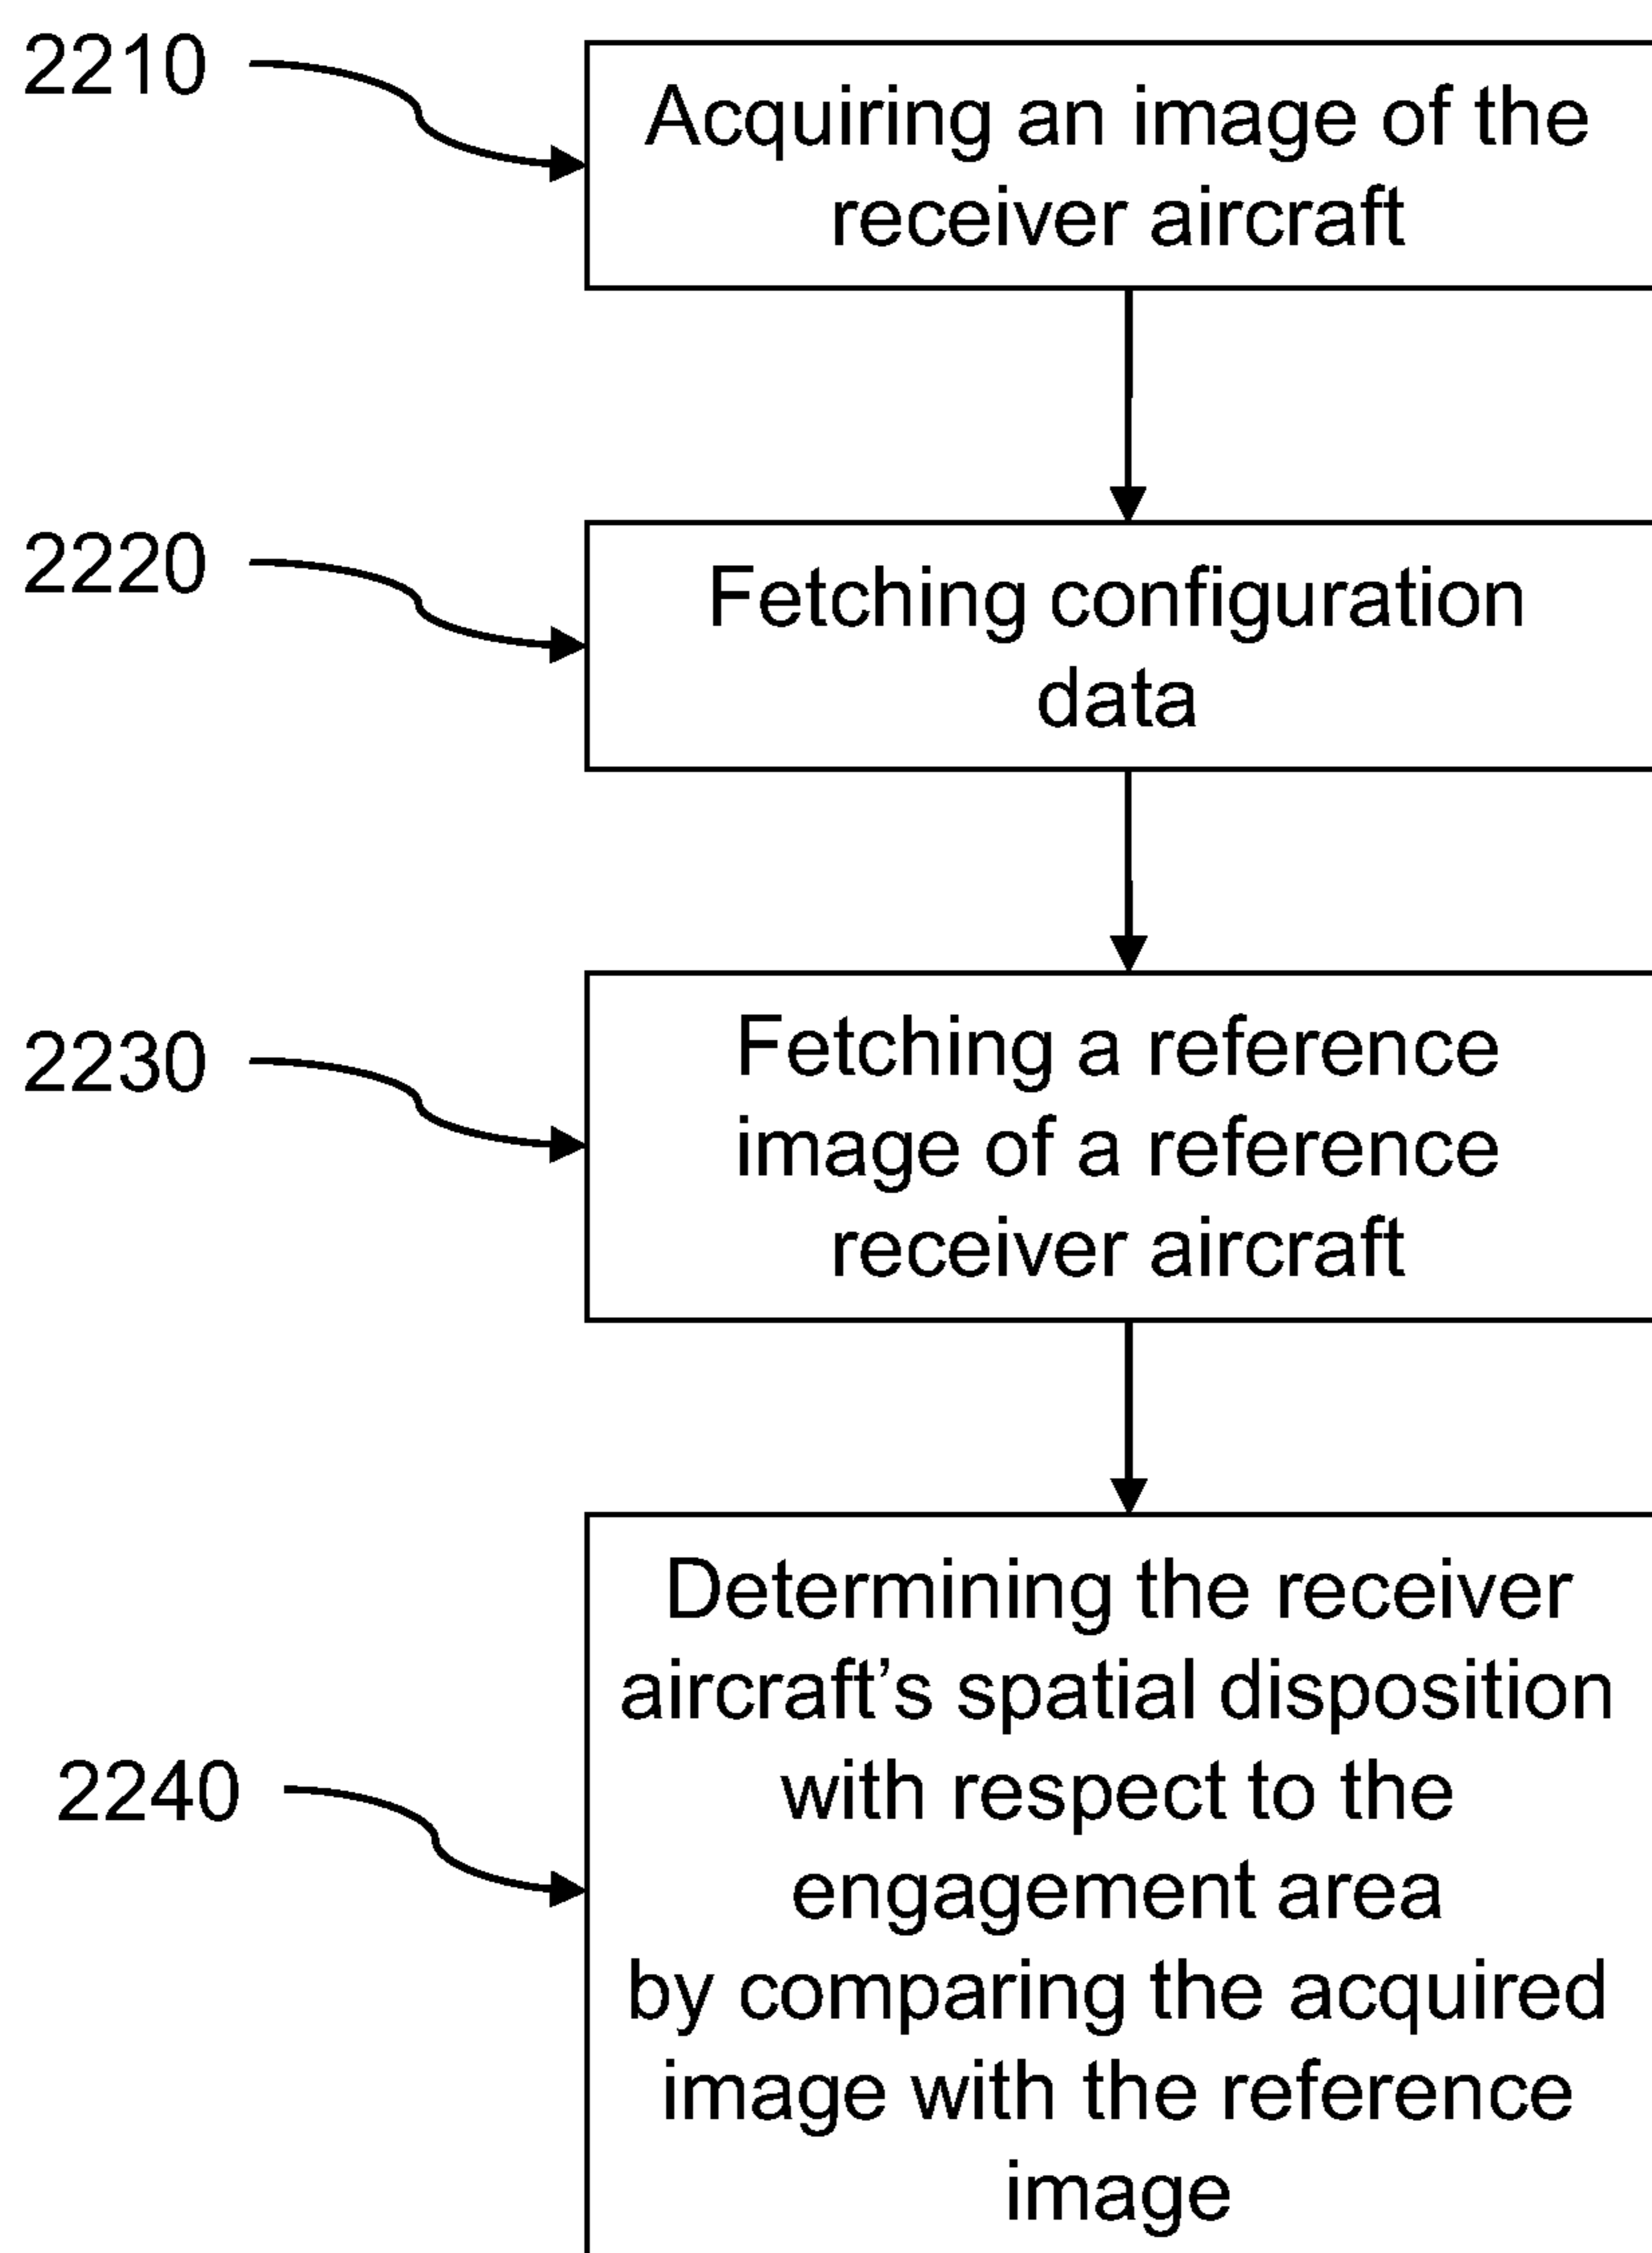 2210
Acquiring an image of the
receiver aircraft
2220
Fetching configuration
data
2230
Fetching a reference
image of a reference
receiver aircraft
2240
Determining the receiver
aircraft’s spatial disposition
with respect to the
engagement area
by comparing the acquired
image with the reference
image